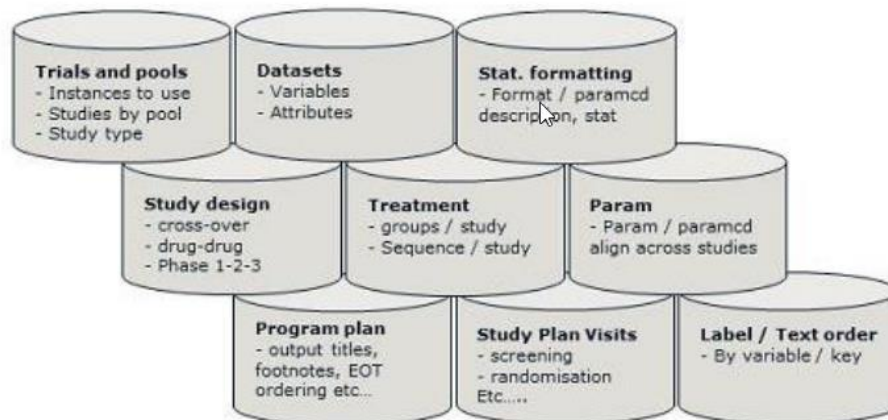 Trials and pools
- Instances to use
- Studies by pool
- Study type
Datasets
- Variables
- Attributes
Stat. formatting
- Format / paramcd
description, stat
Study design
- cross-over
- drug-drug
- Phase 1-2-3
Treatment
- groups / study
- Sequence / study
Param
- Param / paramcd
align across studies
Program plan
- output titles,
footnotes, EOT
ordering etc…
Study Plan Visits
- screening
- randomisation
Etc.….
Label / Text order
- By variable / key